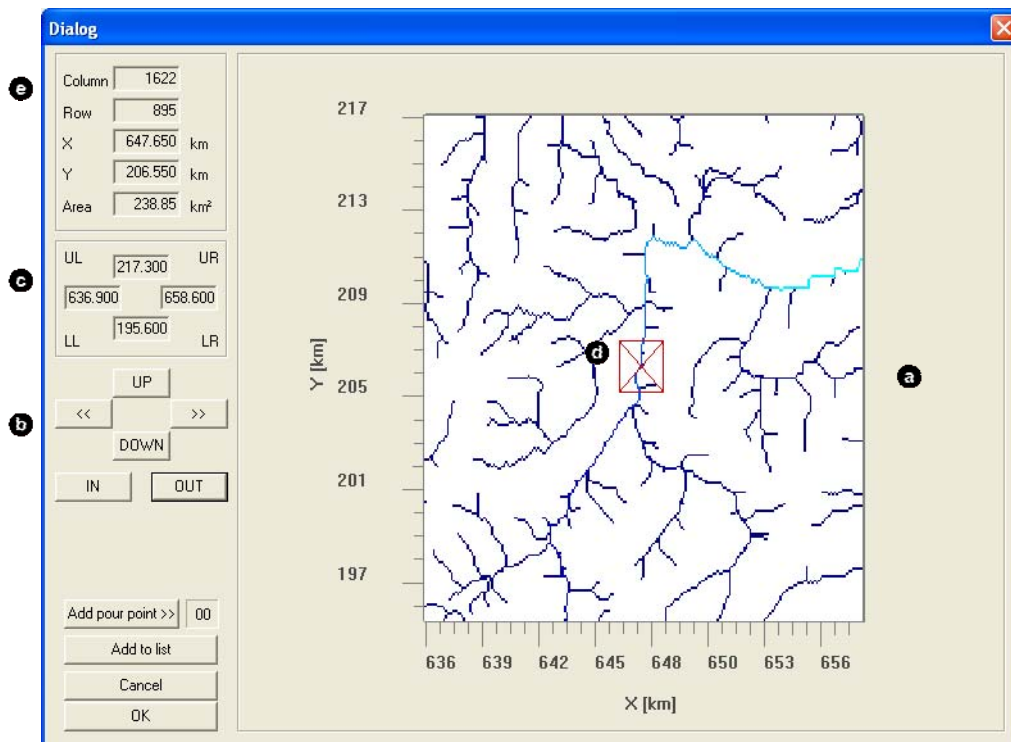 Dialog
e
Column 1622
Row 895
X 647.650 km
Y 206.550 km
Area 238.85 km²
c
UL 217.300 UR
636.900 658.600
LL 195.600 LR
b
UP
<< >>
DOWN
IN OUT
Add pour point >> 00
Add to list
Cancel
OK
217
213
209
205
201
197
Y [km]
d
a
636 639 642 645 648 650 653 656
X [km]